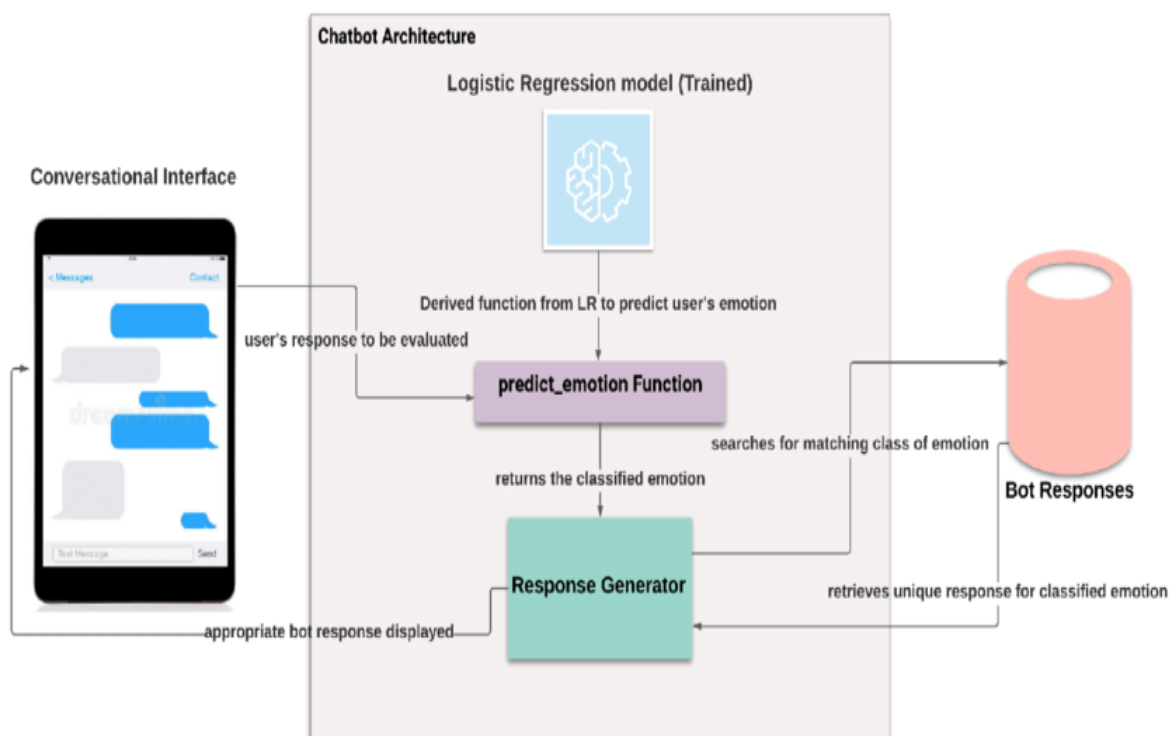 Chatbot Architecture
Logistic Regression model (Trained)
Conversational Interface
< Messages
Contact
Derived function from LR to predict user's emotion
user's response to be evaluated
predict_emotion Function
searches for matching class of emotion
returns the classified emotion
Bot Responses
Text Message
Send
Response Generator
retrieves unique response for classified emotion
appropriate bot response displayed